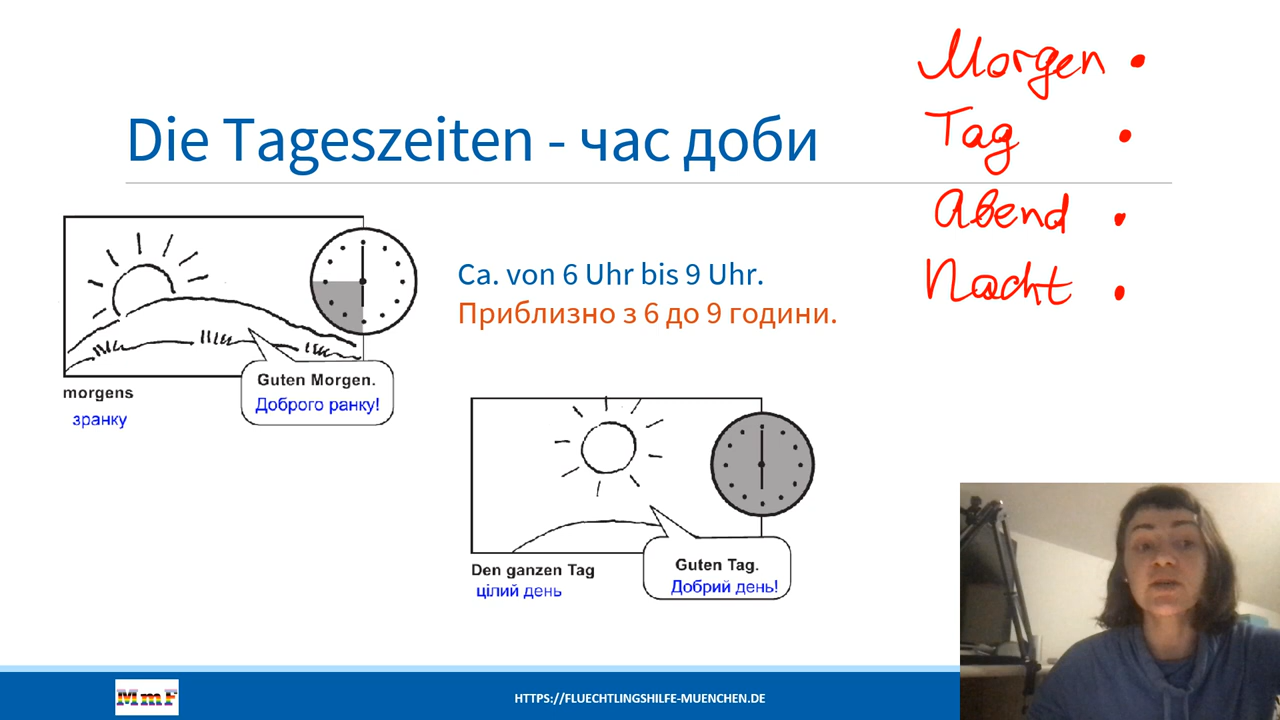 Die Tageszeiten - час доби
Morgen •
Tag •
Abend •
Nacht •
Ca. von 6 Uhr bis 9 Uhr.
Приблизно з 6 до 9 години.
Guten Morgen.
Доброго ранку!
morgens
зранку
Guten Tag.
Добрий день!
Den ganzen Tag
цілий день
MmF
HTTPS://FLUECHTLINGSHILFE-MUENCHEN.DE